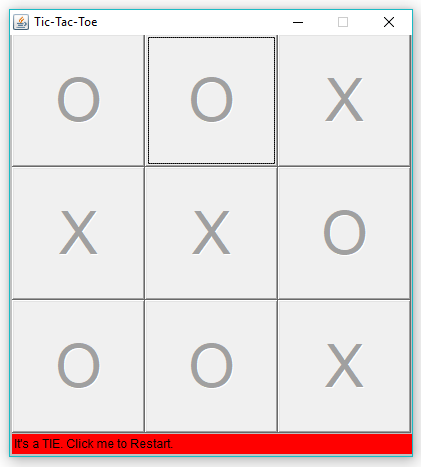 Tic-Tac-Toe
O O X
X X O
O O X
It's a TIE. Click me to Restart.